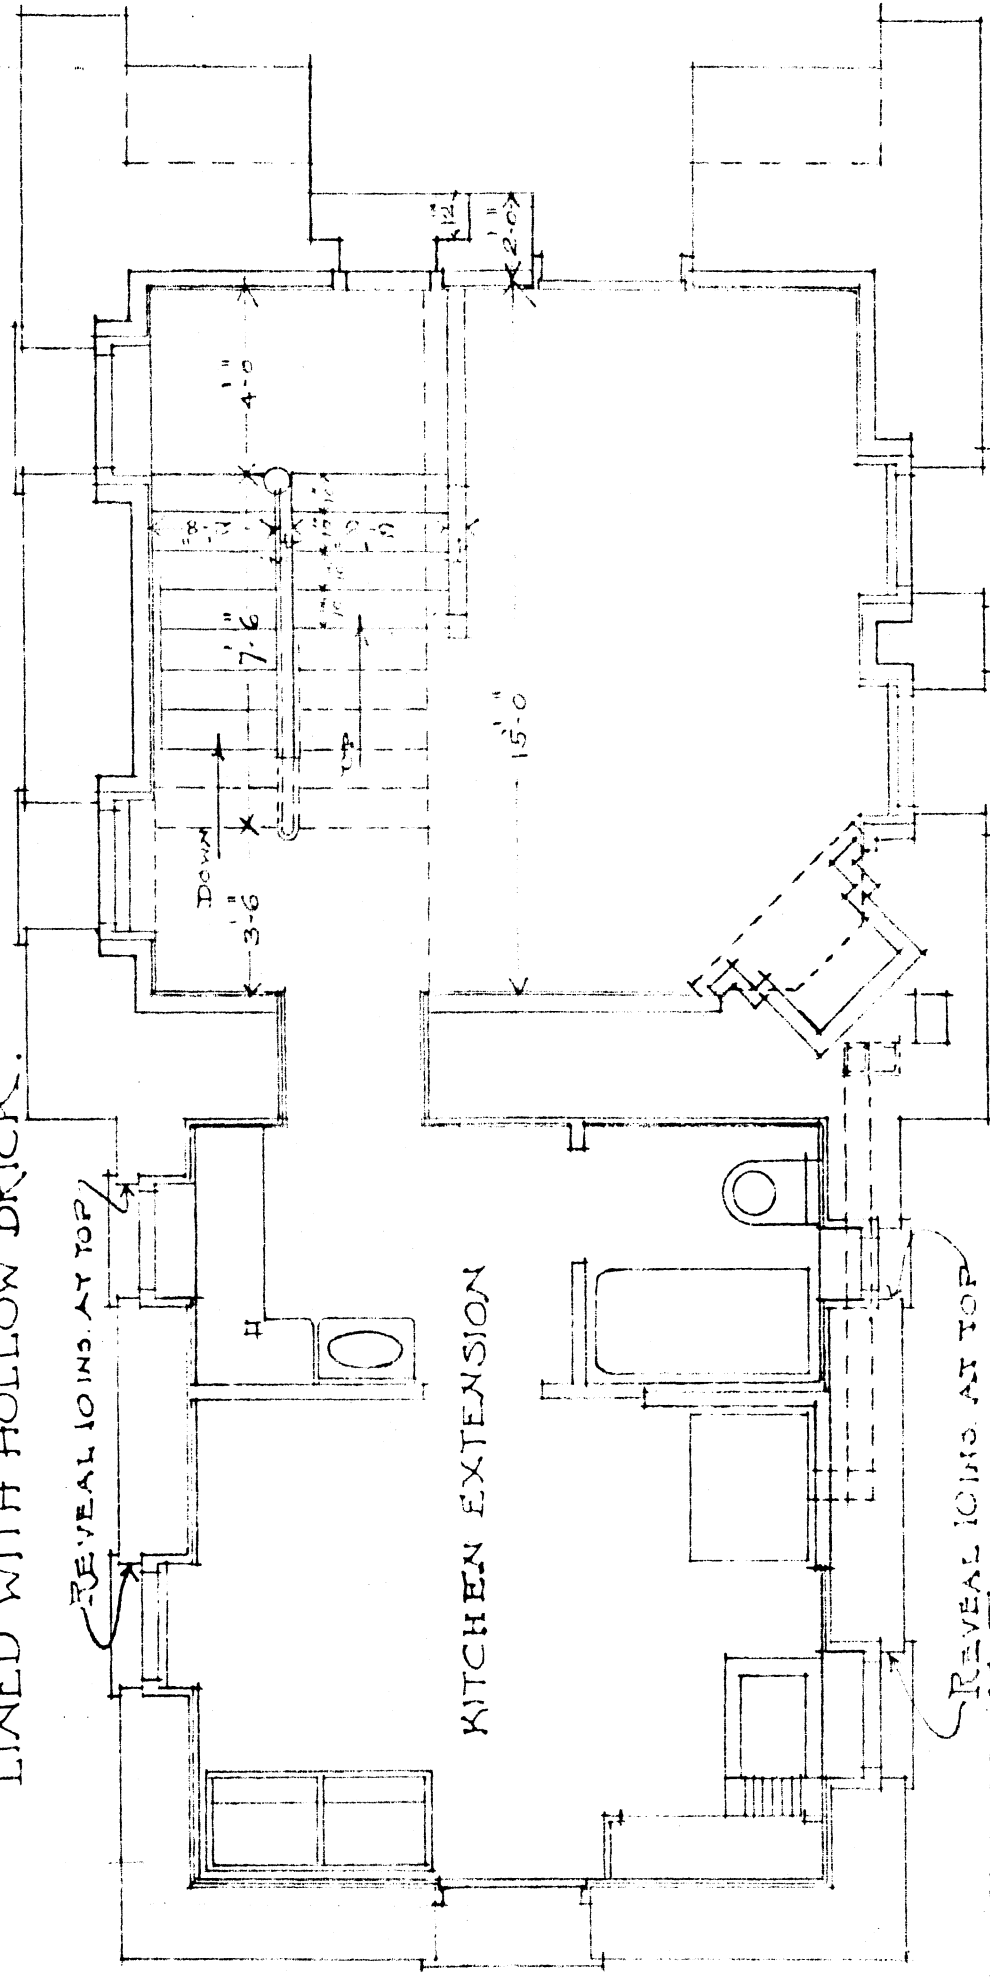 LINED WITH HOLLOW BRICK.
REVEAL 10 INS. AT TOP
DOWN
3'-6"
7'-6"
4'-0"
UP
15'-0"
2'-0"
12"
KITCHEN EXTENSION
REVEAL 10 INS. AT TOP